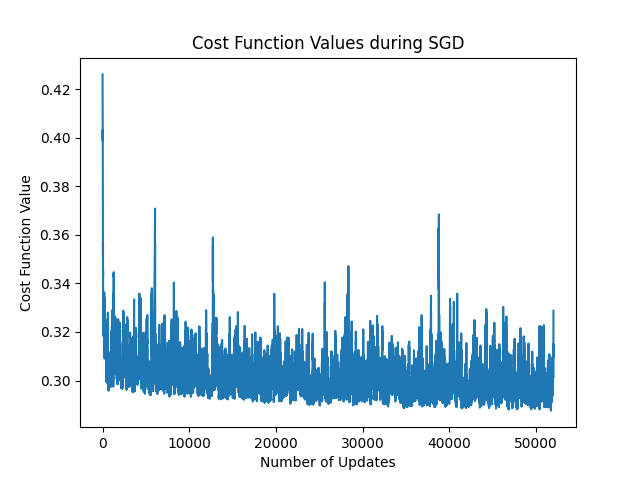 Cost Function Values during SGD
0.42
0.40
0.38
0.36
0.34
0.32
0.30
Cost Function Value
0 10000 20000 30000 40000 50000
Number of Updates